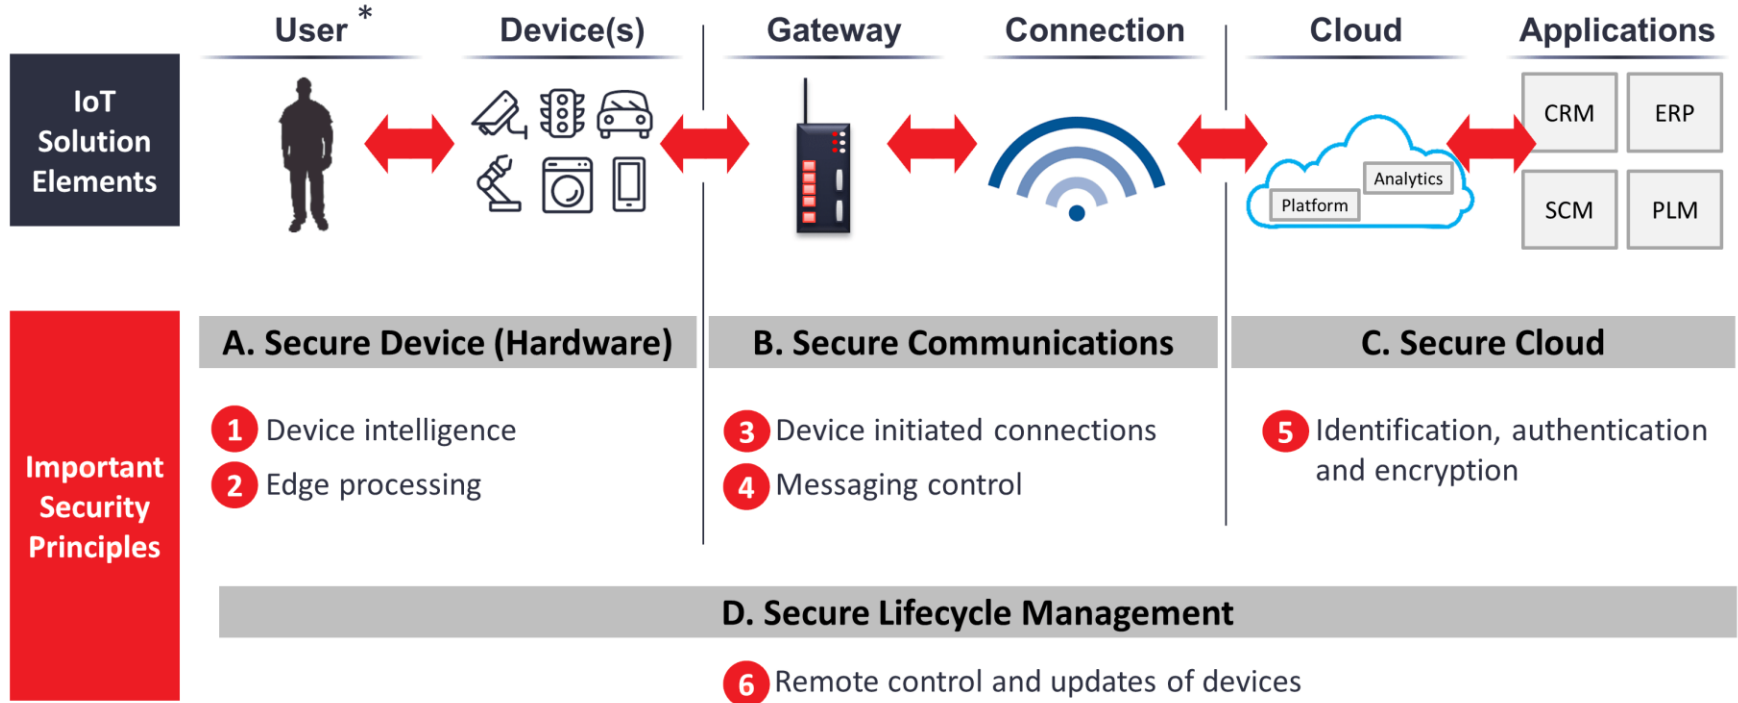 User *
Device(s)
Gateway
Connection
Cloud
Applications
IoT
Solution
Elements
CRM
ERP
Analytics
Platform
SCM
PLM
A. Secure Device (Hardware)
B. Secure Communications
C. Secure Cloud
Important
Security
Principles
1 Device intelligence
2 Edge processing
3 Device initiated connections
4 Messaging control
5 Identification, authentication
and encryption
D. Secure Lifecycle Management
6 Remote control and updates of devices